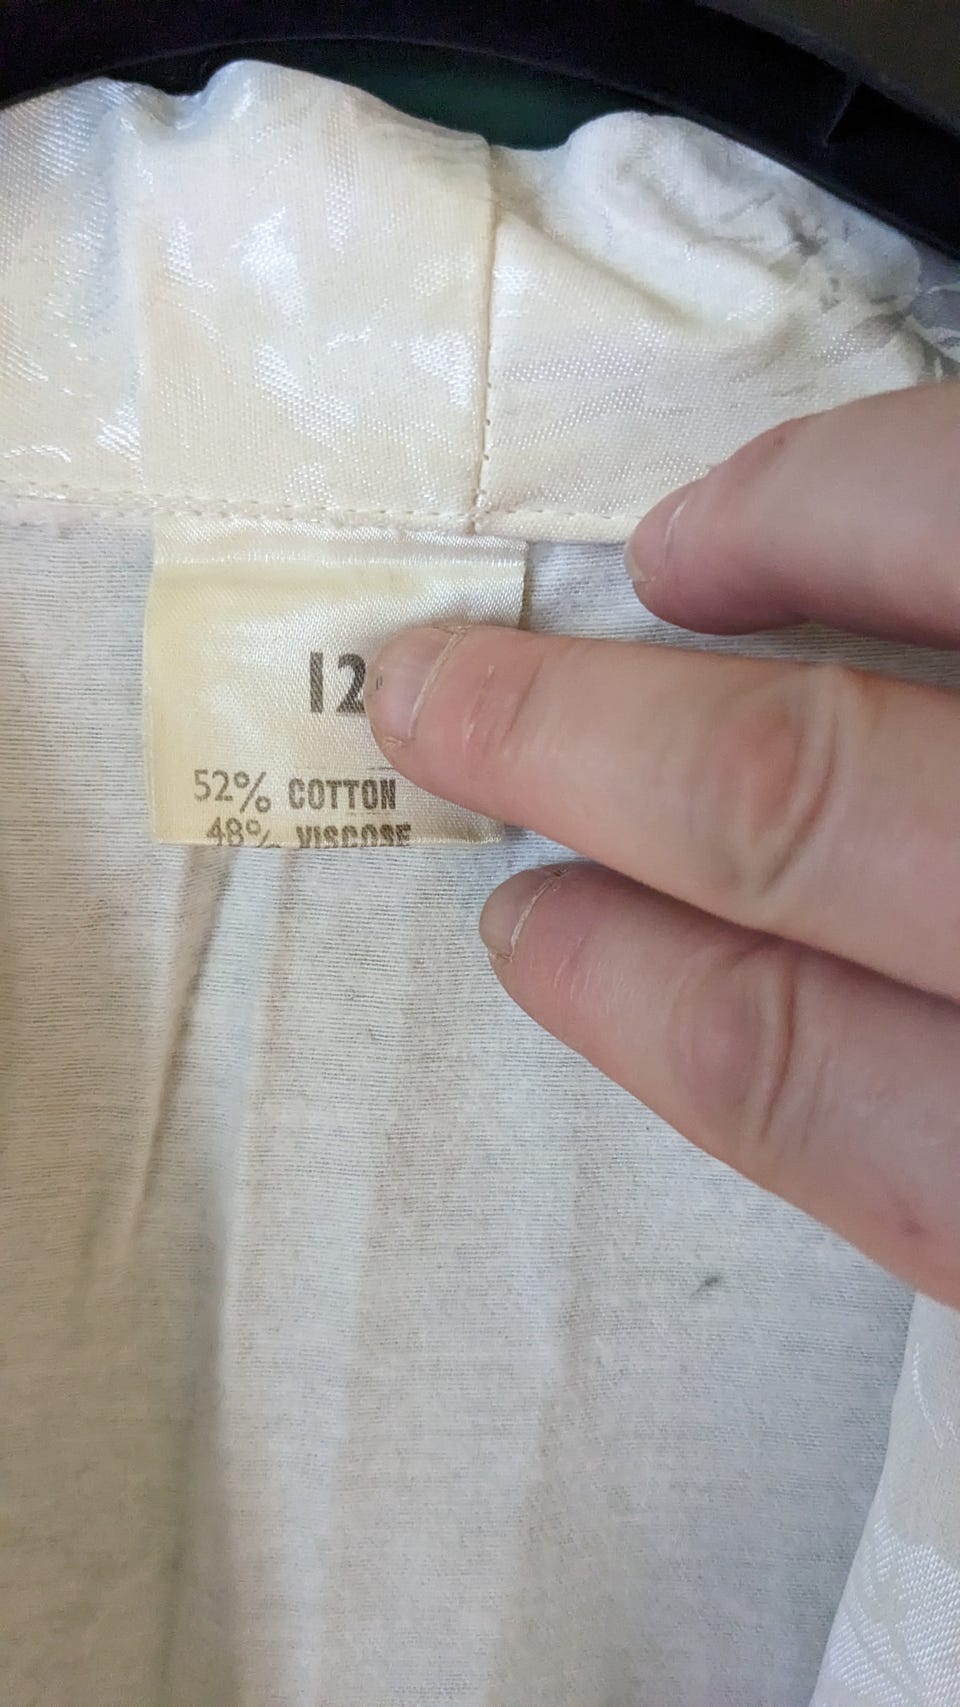 12
52% COTTON
48% VISCOSE